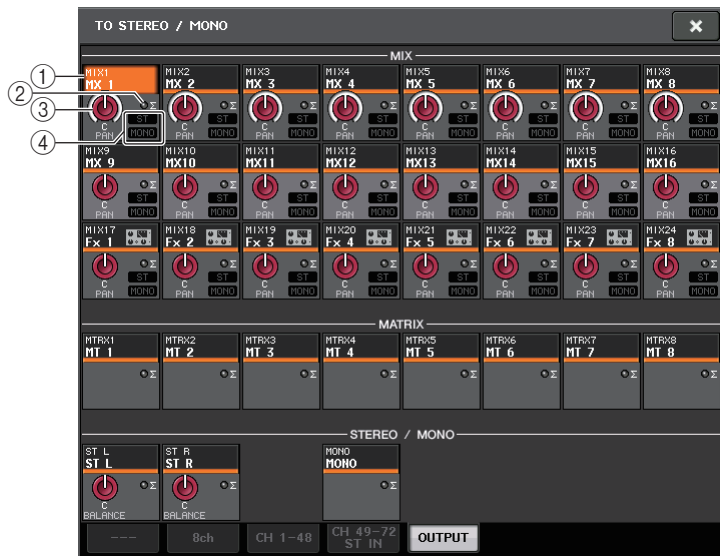 TO STEREO / MONO
×
MIX
① MIX1 MIX2 MIX3 MIX4 MIX5 MIX6 MIX7 MIX8
MX 1 MX 2 MX 3 MX 4 MX 5 MX 6 MX 7 MX 8
② Σ Σ Σ Σ Σ Σ Σ Σ
③ ST ST ST ST ST ST ST ST
④ C MONO C MONO C MONO C MONO C MONO C MONO C MONO C MONO
PAN PAN PAN PAN PAN PAN PAN PAN
MIX9 MIX10 MIX11 MIX12 MIX13 MIX14 MIX15 MIX16
MX 9 MX10 MX11 MX12 MX13 MX14 MX15 MX16
Σ Σ Σ Σ Σ Σ Σ Σ
ST ST ST ST ST ST ST ST
C MONO C MONO C MONO C MONO C MONO C MONO C MONO C MONO
PAN PAN PAN PAN PAN PAN PAN PAN
MIX17 MIX18 MIX19 MIX20 MIX21 MIX22 MIX23 MIX24
Fx 1 Fx 2 Fx 3 Fx 4 Fx 5 Fx 6 Fx 7 Fx 8
Σ Σ Σ Σ Σ Σ Σ Σ
ST ST ST ST ST ST ST ST
C MONO C MONO C MONO C MONO C MONO C MONO C MONO C MONO
PAN PAN PAN PAN PAN PAN PAN PAN
MATRIX
MTRX1 MTRX2 MTRX3 MTRX4 MTRX5 MTRX6 MTRX7 MTRX8
MT 1 MT 2 MT 3 MT 4 MT 5 MT 6 MT 7 MT 8
Σ Σ Σ Σ Σ Σ Σ Σ
STEREO / MONO
ST L ST R MONO
ST L ST R MONO
Σ Σ Σ
C C
BALANCE BALANCE
--- 8ch CH 1-48 CH 49-72 OUTPUT
ST IN